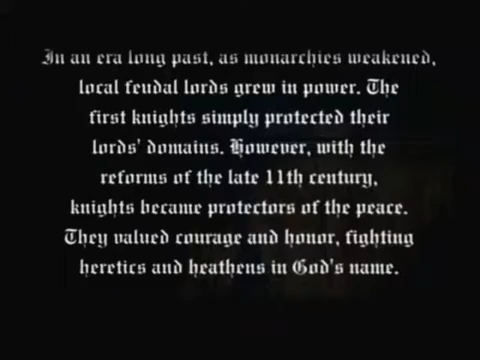 In an era long past, as monarchies weakened,
local feudal lords grew in power. The
first knights simply protected their
lords' domains. However, with the
reforms of the late 11th century,
knights became protectors of the peace.
They valued courage and honor, fighting
heretics and heathens in God's name.